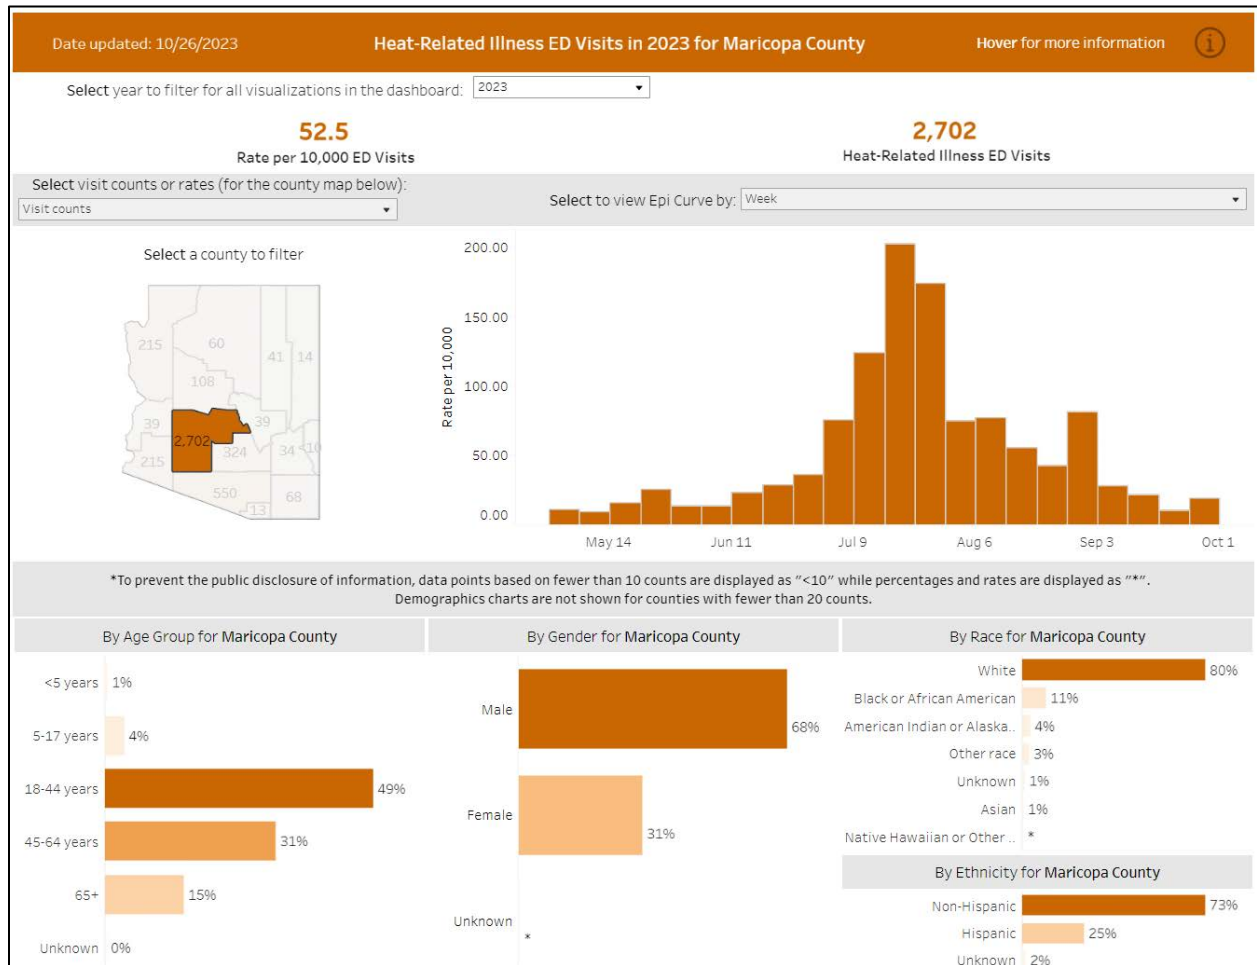 Date updated: 10/26/2023
Heat-Related Illness ED Visits in 2023 for Maricopa County
Hover for more information
i
Select year to filter for all visualizations in the dashboard: 2023
52.5
Rate per 10,000 ED Visits
2,702
Heat-Related Illness ED Visits
Select visit counts or rates (for the county map below):
Visit counts
Select to view Epi Curve by: Week
Select a county to filter
215
60
41
14
108
39
2,702
39
215
324
34
<10
550
13
68
Rate per 10,000
200.00
150.00
100.00
50.00
0.00
May 14
Jun 11
Jul 9
Aug 6
Sep 3
Oct 1
*To prevent the public disclosure of information, data points based on fewer than 10 counts are displayed as "<10" while percentages and rates are displayed as "*".
Demographics charts are not shown for counties with fewer than 20 counts.
By Age Group for Maricopa County
<5 years 1%
5-17 years 4%
18-44 years 49%
45-64 years 31%
65+ 15%
Unknown 0%
By Gender for Maricopa County
Male 68%
Female 31%
Unknown *
By Race for Maricopa County
White 80%
Black or African American 11%
American Indian or Alaska.. 4%
Other race 3%
Unknown 1%
Asian 1%
Native Hawaiian or Other .. *
By Ethnicity for Maricopa County
Non-Hispanic 73%
Hispanic 25%
Unknown 2%